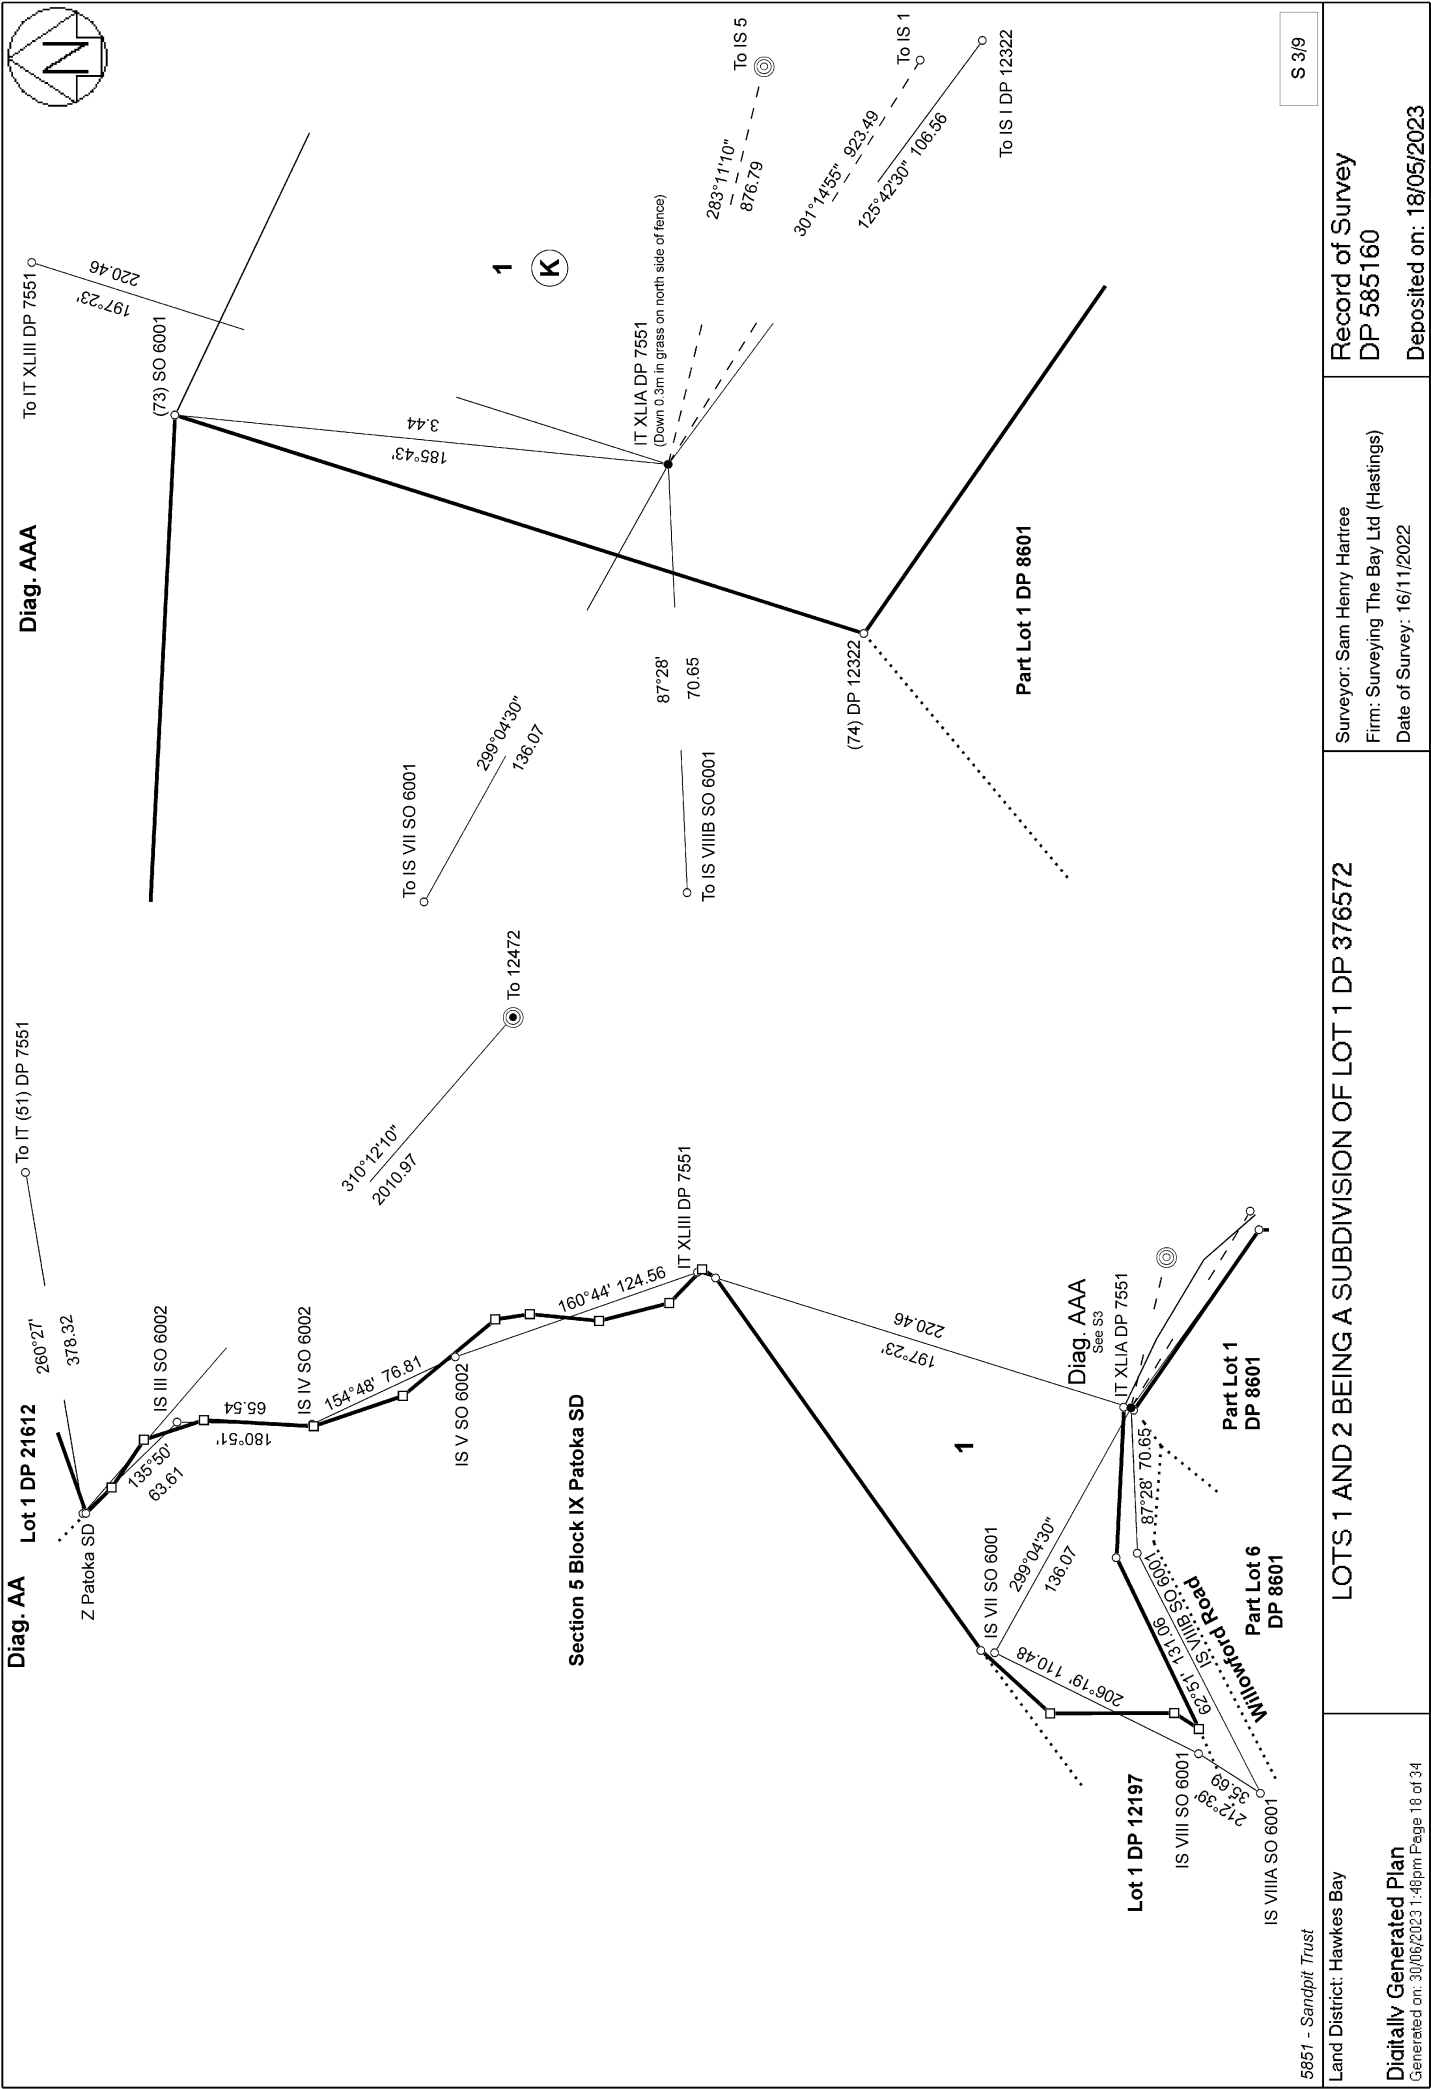 Diag. AA
Lot 1 DP 21612
260°27'
378.32
To IT (51) DP 7551
Z Patoka SD
135°50'
63.61
IS III SO 6002
180°51'
65.54
IS IV SO 6002
154°48' 76.81
IS V SO 6002
310°12'10"
2010.97
To 12472
Section 5 Block IX Patoka SD
160°44' 124.56
IT XLIII DP 7551
1
197°23'
220.46
IS VII SO 6001
299°04'30"
136.07
206°19' 110.48
Diag. AAA
See S3
IT XLIA DP 7551
87°28' 70.65
IS VIIIB SO 6001
62°51' 131.06
Willowford Road
Lot 1 DP 12197
IS VIII SO 6001
212°39'
35.69
IS VIIIA SO 6001
Part Lot 6
DP 8601
Part Lot 1
DP 8601
Diag. AAA
To IT XLIII DP 7551
197°23'
220.46
(73) SO 6001
185°43'
3.44
To IS VII SO 6001
299°04'30"
136.07
1
K
IT XLIA DP 7551
(Down 0.3m in grass on north side of fence)
87°28'
70.65
To IS VIIIB SO 6001
283°11'10"
876.79
To IS 5
301°14'55" 923.49
To IS 1
125°42'30" 106.56
To IS I DP 12322
(74) DP 12322
Part Lot 1 DP 8601
N
S 3/9
5851 - Sandpit Trust
Land District: Hawkes Bay
Digitally Generated Plan
Generated on: 30/06/2023 1:48pm Page 18 of 34
LOTS 1 AND 2 BEING A SUBDIVISION OF LOT 1 DP 376572
Surveyor: Sam Henry Hartree
Firm: Surveying The Bay Ltd (Hastings)
Date of Survey: 16/11/2022
Record of Survey
DP 585160
Deposited on: 18/05/2023